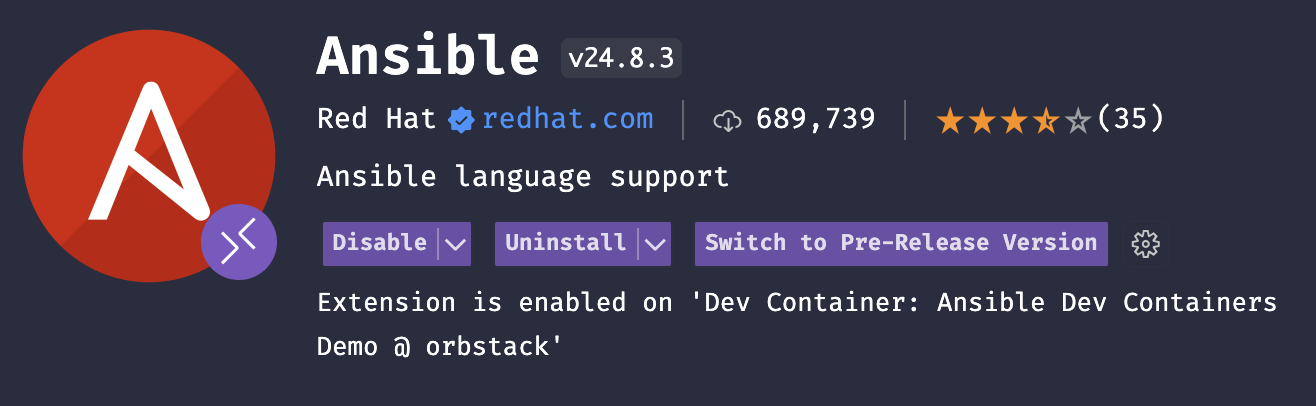 Ansible v24.8.3
Red Hat redhat.com 689,739 (35)
Ansible language support
Disable Uninstall Switch to Pre-Release Version
Extension is enabled on 'Dev Container: Ansible Dev Containers
Demo @ orbstack'